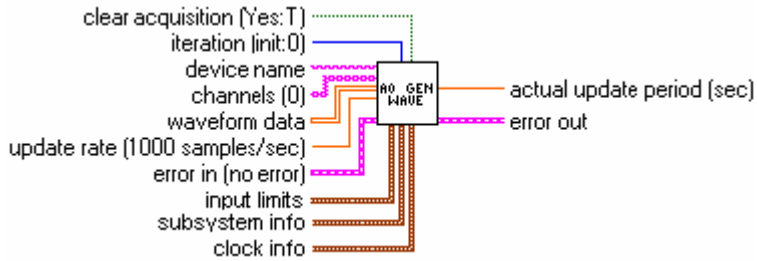 clear acquisition (Yes:T)
iteration (init:0)
device name
channels (0)
waveform data
update rate (1000 samples/sec)
error in (no error)
input limits
subsystem info
clock info
AO GEN
WAVE
actual update period (sec)
error out